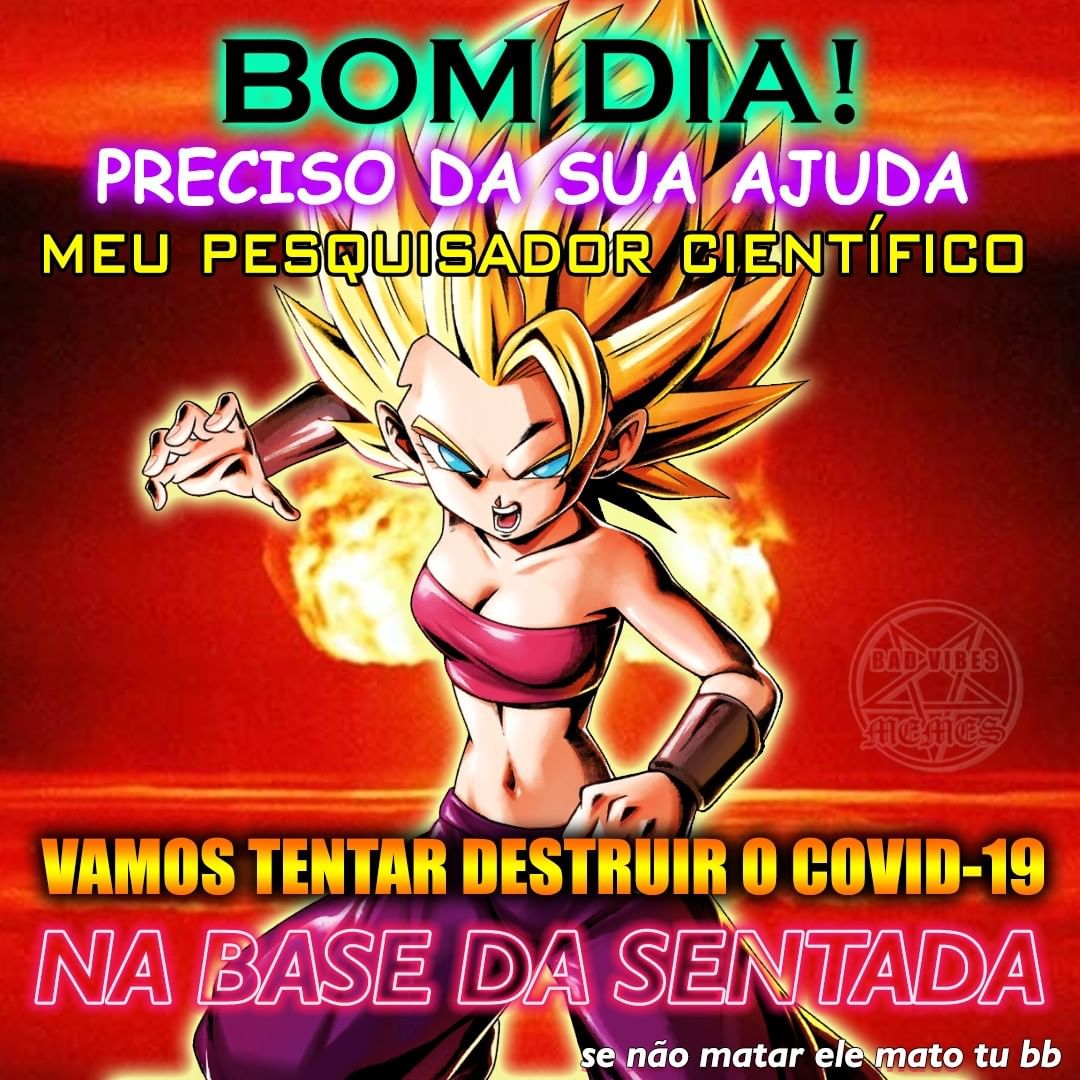 BOM DIA!
PRECISO DA SUA AJUDA
MEU PESQUISADOR CIENTÍFICO
BAD VIBES
MEMES
VAMOS TENTAR DESTRUIR O COVID-19
NA BASE DA SENTADA
se não matar ele mato tu bb